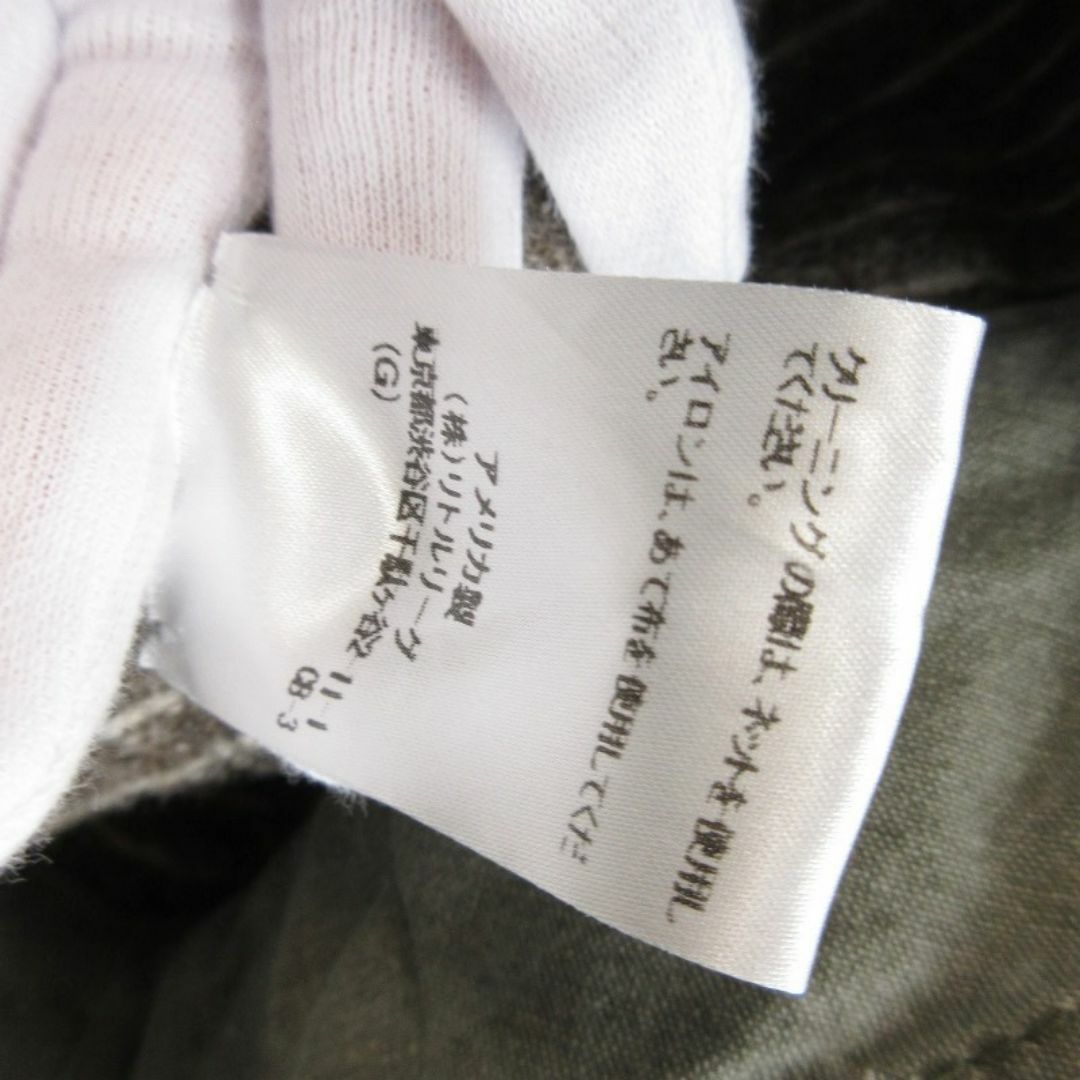 クリーニングの際は、ネットを使用し
てください。
アイロンは、あて布を使用してくだ
さい。
アメリカ製
(株)リトルリーグ
東京都渋谷区千駄ヶ谷2-11-1
(G) CB-3